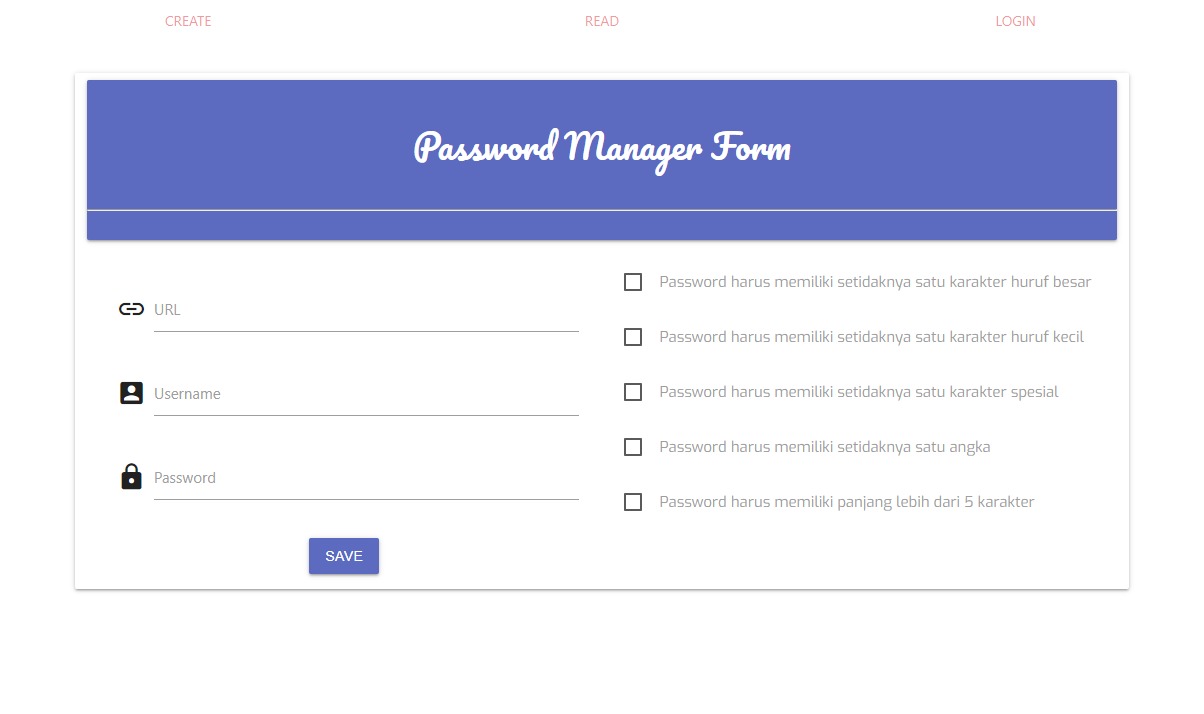 CREATE
READ
LOGIN
Password Manager Form
URL
Username
Password
SAVE
Password harus memiliki setidaknya satu karakter huruf besar
Password harus memiliki setidaknya satu karakter huruf kecil
Password harus memiliki setidaknya satu karakter spesial
Password harus memiliki setidaknya satu angka
Password harus memiliki panjang lebih dari 5 karakter